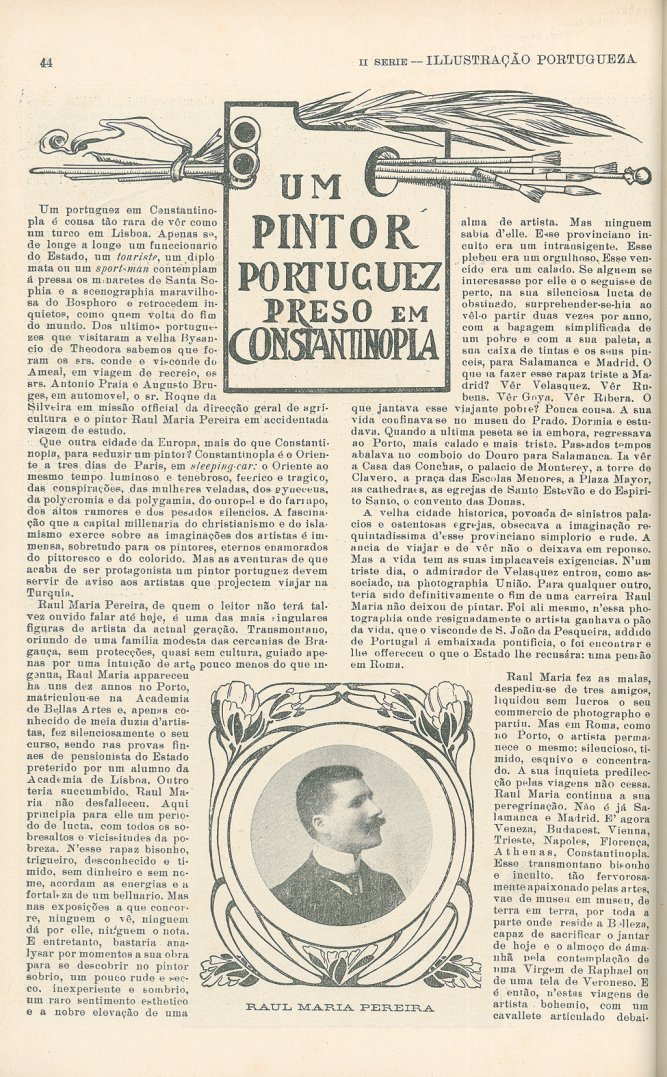 44
II SERIE — ILLUSTRAÇÃO PORTUGUEZA
UM
PINTOR
PORTUGUEZ
PRESO EM
CONSTANTINOPLA
Um portuguez em Constantino-
pla é cousa tão rara de vêr como
um turco em Lisboa. Apenas se,
de longe a longe um funccionario
do Estado, um touriste, um diplo
mata ou um sport-man contemplam
á pressa os minaretes de Santa So-
phia e a scenographia maravilho-
sa do Bosphoro e retrocedem in-
quietos, como quem volta do fim
do mundo. Dos ultimos portugue-
zes que visitaram a velha Bysan-
cio de Theodora sabemos que fo-
ram os srs. conde e visconde do
Ameal, em viagem de recreio, os
srs. Antonio Praia e Augusto Bru-
ges, em automovel, o sr. Roque da
Silveira em missão official da direcção geral de agri-
cultura e o pintor Raul Maria Pereira em accidentada
viagem de estudo.
Que outra cidade da Europa, mais do que Constanti-
nopla, para seduzir um pintor? Constantinopla é o Orien-
te a tres dias de Paris, em sleeping-car: o Oriente ao
mesmo tempo luminoso e tenebroso, feerico e tragico,
das conspirações, das mulheres veladas, dos gyneceus,
da polycromia e da polygamia, do ouropel e do farrapo,
dos altos rumores e dos pesados silencios. A fascina-
ção que a capital millenaria do christianismo e do isla-
mismo exerce sobre as imaginações dos artistas é im-
mensa, sobretudo para os pintores, eternos enamorados
do pittoresco e do colorido. Mas as aventuras de que
acaba de ser protagonista um pintor portuguez devem
servir de aviso aos artistas que projectem viajar na
Turquia.
Raul Maria Pereira, de quem o leitor não terá tal-
vez ouvido falar até hoje, é uma das mais singulares
figuras de artista da actual geração. Transmontano,
oriundo de uma familia modesta das cercanias de Bra-
gança, sem protecções, quasi sem cultura, guiado ape-
nas por uma intuição de arte pouco menos do que in-
genua, Raul Maria appareceu
ha uns dez annos no Porto,
matriculou-se na Academia
de Bellas Artes e, apenas co-
nhecido de meia duzia d'artis-
tas, fez silenciosamente o seu
curso, sendo nas provas fin-
aes de pensionista do Estado
preterido por um alumno da
Academia de Lisboa. Outro
teria succumbido. Raul Ma-
ria não desfalleceu. Aqui
principia para elle um perio-
do de lucta, com todos os so-
bresaltos e vicissitudes da po-
breza. N'esse rapaz bisonho,
trigueiro, desconhecido e ti-
mido, sem dinheiro e sem no-
me, acordam as energias e a
fortaleza de um belluario. Mas
nas exposições a que concor-
re, ninguem o vê, ninguem
dá por elle, ninguem o nota.
E entretanto, bastaria ana-
lysar por momentos a sua obra
para se descobrir no pintor
sobrio, um pouco rude e sec-
co, inexperiente e sombrio,
um raro sentimento esthetico
e a nobre elevação de uma
RAUL MARIA PEREIRA
alma de artista. Mas ninguem
sabia d'elle. Esse provinciano in-
culto era um intransigente. Esse
plebeu era um orgulhoso. Esse ven-
cido era um calado. Se alguem se
interesasse por elle e o seguisse de
perto, na sua silenciosa lucta de
obstinado, surprehender-se-hia ao
vêl-o partir duas vezes por anno,
com a bagagem simplificada de
um pobre e com a sua paleta, a
sua caixa de tintas e os seus pin-
ceis, para Salamanca e Madrid. O
que ia fazer esse rapaz triste a Ma-
drid? Vêr Velasquez. Vêr Ru-
bens. Vêr Goya. Vêr Ribera. O
que jantava esse viajante pobre? Pouca cousa. A sua
vida confinava-se no museu do Prado. Dormia e estu-
dava. Quando a ultima peseta se ia embora, regressava
ao Porto, mais calado e mais triste. Passados tempos
abalava no comboio do Douro para Salamanca. Ia vêr
a Casa das Conchas, o palacio de Monterey, a torre de
Clavero, a praça das Escolas Menores, a Plaza Mayor,
as cathedraes, as egrejas de Santo Estevão e do Espiri-
to Santo, o convento das Donas.
A velha cidade historica, povoada de sinistros pala-
cios e ostentosas egrejas, obsecava a imaginação re-
quintadissima d'esse provinciano simplorio e rude. A
ancia de viajar e de vêr não o deixava em reponso.
Mas a vida tem as suas implacaveis exigencias. N'um
triste dia, o admirador de Velasquez entrou, como as-
sociado, na photographia União. Para qualquer outro,
teria sido definitivamente o fim de uma carreira Raul
Maria não deixou de pintar. Foi ali mesmo, n'essa pho-
tographia onde resignadamente o artista ganhava o pão
da vida, que o visconde de S. João da Pesqueira, addido
de Portugal á embaixada pontificia, o foi encontrar e
lhe offereceu o que o Estado lhe recusára: uma pensão
em Roma.
Raul Maria fez as malas,
despediu-se de tres amigos,
liquidou sem lucros o seu
commercio de photographo e
partiu. Mas em Roma, como
no Porto, o artista perma-
nece o mesmo: silencioso, ti-
mido, esquivo e concentra-
do. A sua inquieta predilec-
ção pelas viagens não cessa.
Raul Maria continua a sua
peregrinação. Não é já Sa-
lamanca e Madrid. E' agora
Veneza, Budapest, Vienna,
Trieste, Napoles, Florença,
Athenas, Constantinopla.
Esse transmontano bisonho
e inculto, tão fervorosa-
mente apaixonado pelas artes,
vae de museu em museu, de
terra em terra, por toda a
parte onde reside a Belleza,
capaz de sacrificar o jantar
de hoje e o almoço de áma-
nhã pela contemplação de
uma Virgem de Raphael ou
de uma tela de Veroneso. E
é então, n'estas viagens de
artista bohemio, com um
cavallete articulado debai-